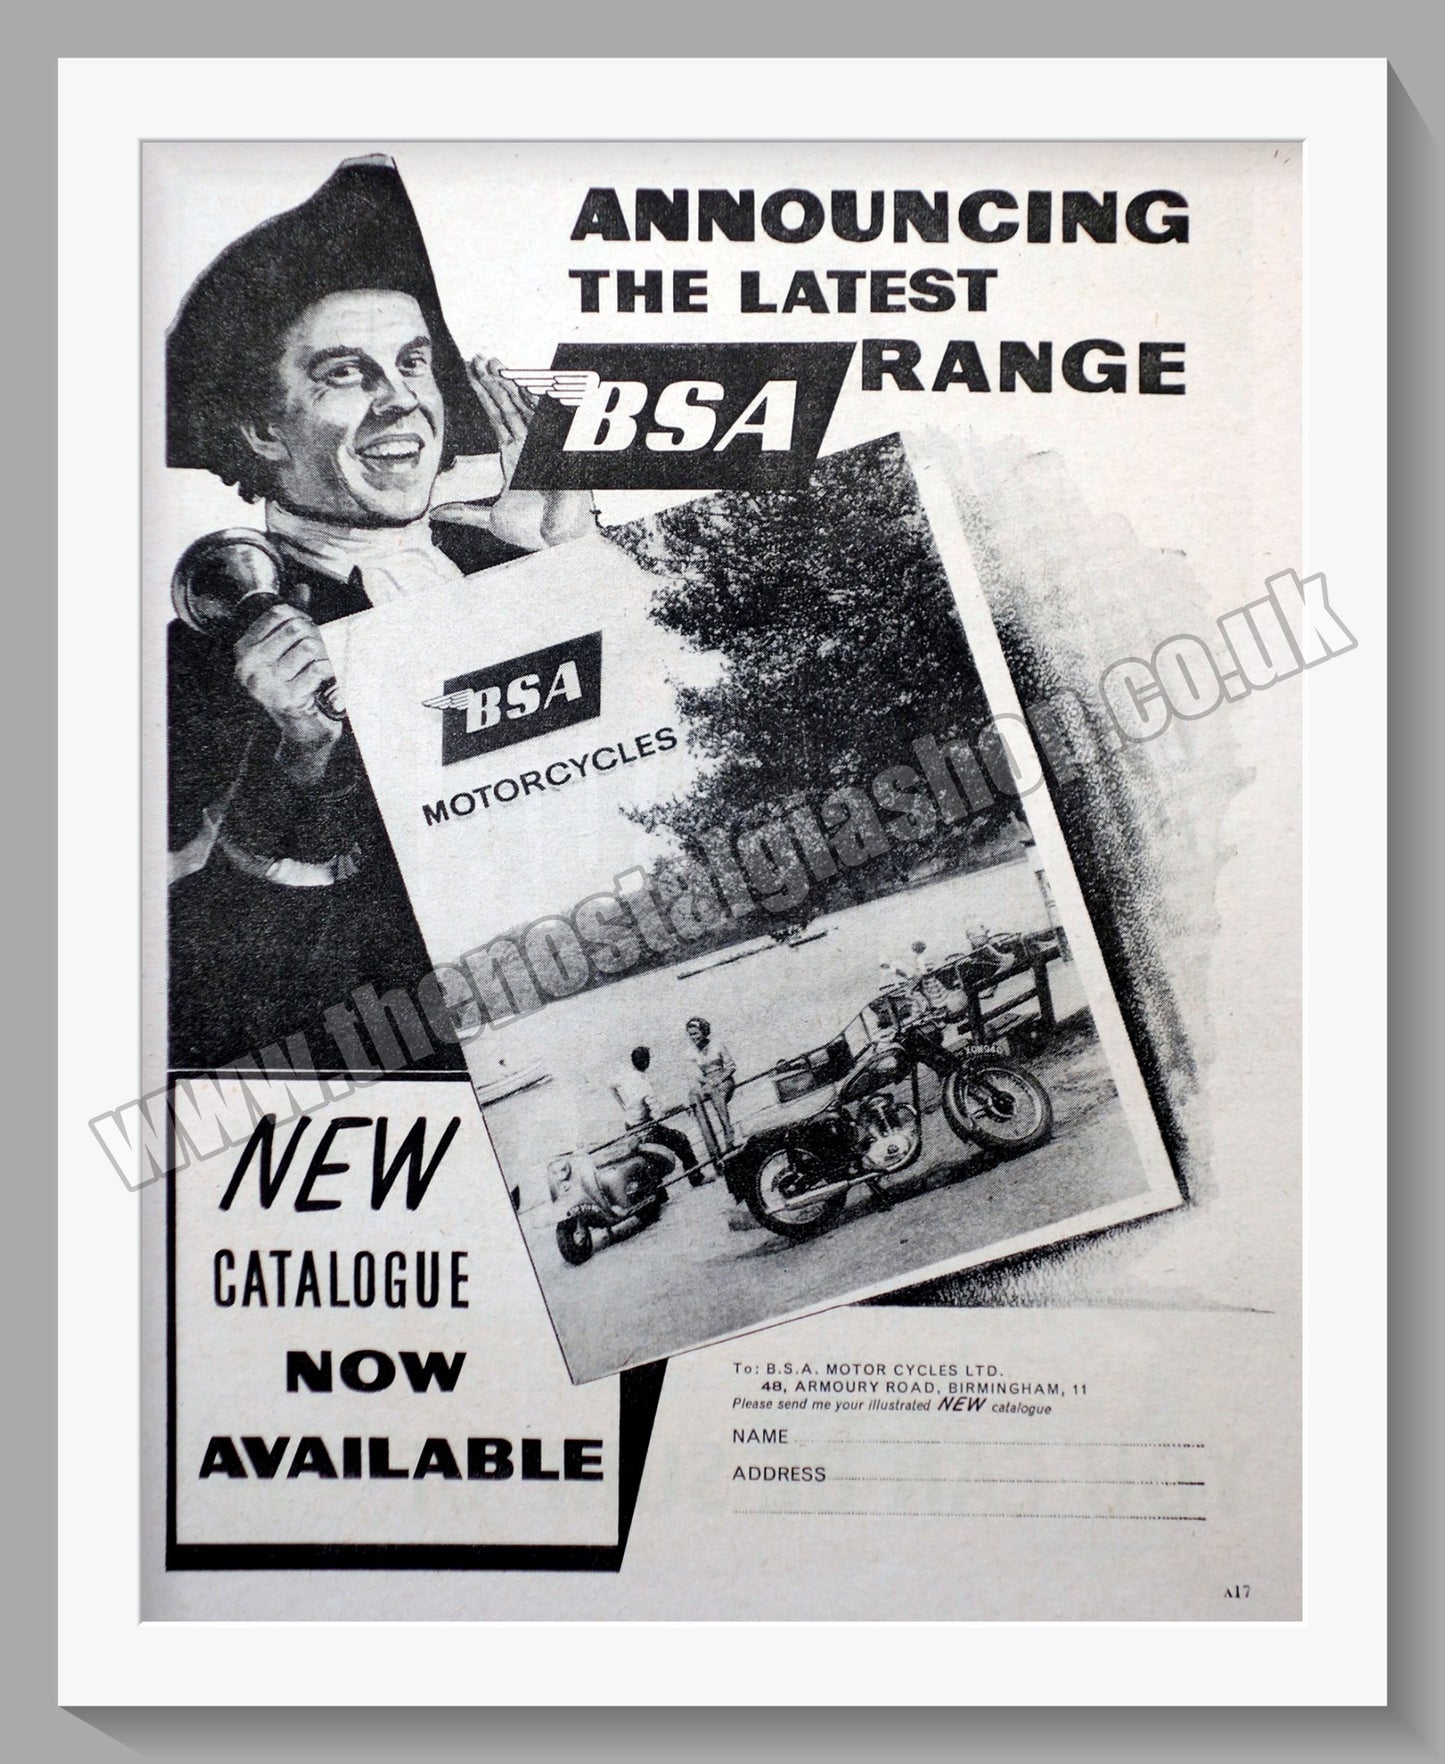 ANNOUNCING
THE LATEST
BSA RANGE
BSA
MOTORCYCLES
XON940
www.thenostalgiashop.co.uk
NEW
CATALOGUE
NOW
AVAILABLE
To: B.S.A. MOTOR CYCLES LTD.
48, ARMOURY ROAD, BIRMINGHAM, 11
Please send me your illustrated NEW catalogue
NAME
ADDRESS
A17